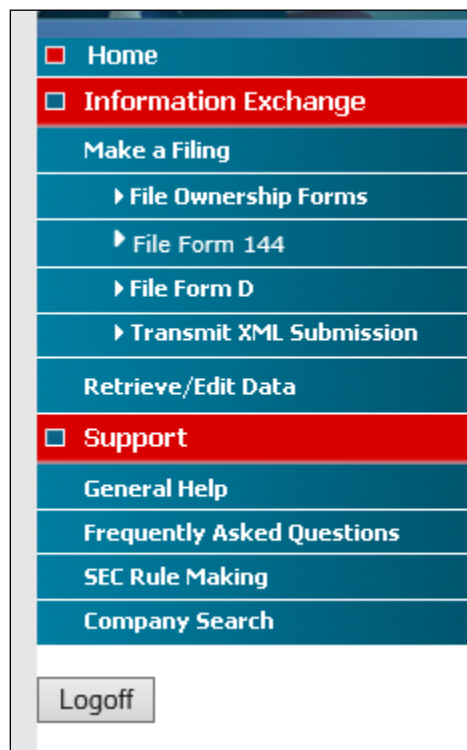 Home
Information Exchange
Make a Filing
File Ownership Forms
File Form 144
File Form D
Transmit XML Submission
Retrieve/Edit Data
Support
General Help
Frequently Asked Questions
SEC Rule Making
Company Search
Logoff